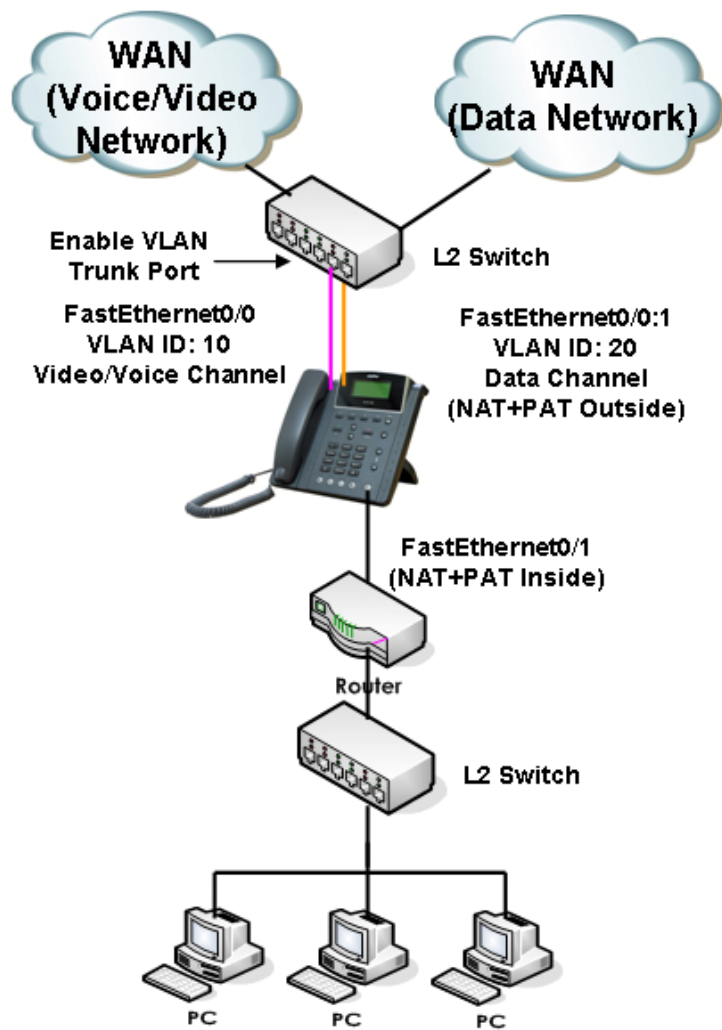 WAN
(Voice/Video
Network)
WAN
(Data Network)
Enable VLAN
Trunk Port
L2 Switch
FastEthernet0/0
VLAN ID: 10
Video/Voice Channel
FastEthernet0/0:1
VLAN ID: 20
Data Channel
(NAT+PAT Outside)
FastEthernet0/1
(NAT+PAT Inside)
Router
L2 Switch
PC
PC
PC